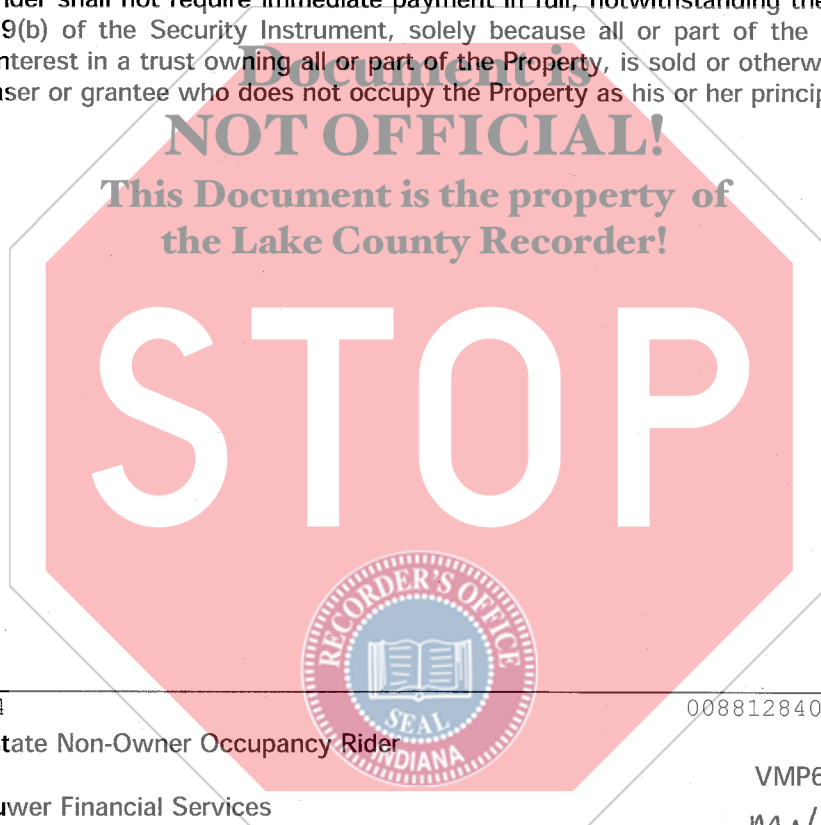 9(b) of the Security Instrument, solely because all or part of the
nterest in a trust owning all or part of the Property, is sold or otherw
ser or grantee who does not occupy the Property as his or her princip
Document is
NOT OFFICIAL!
This Document is the property of
the Lake County Recorder!
STOP
RECORDER'S OFFICE
SEAL
INDIANA
008812840
tate Non-Owner Occupancy Rider
VMP6
uwer Financial Services